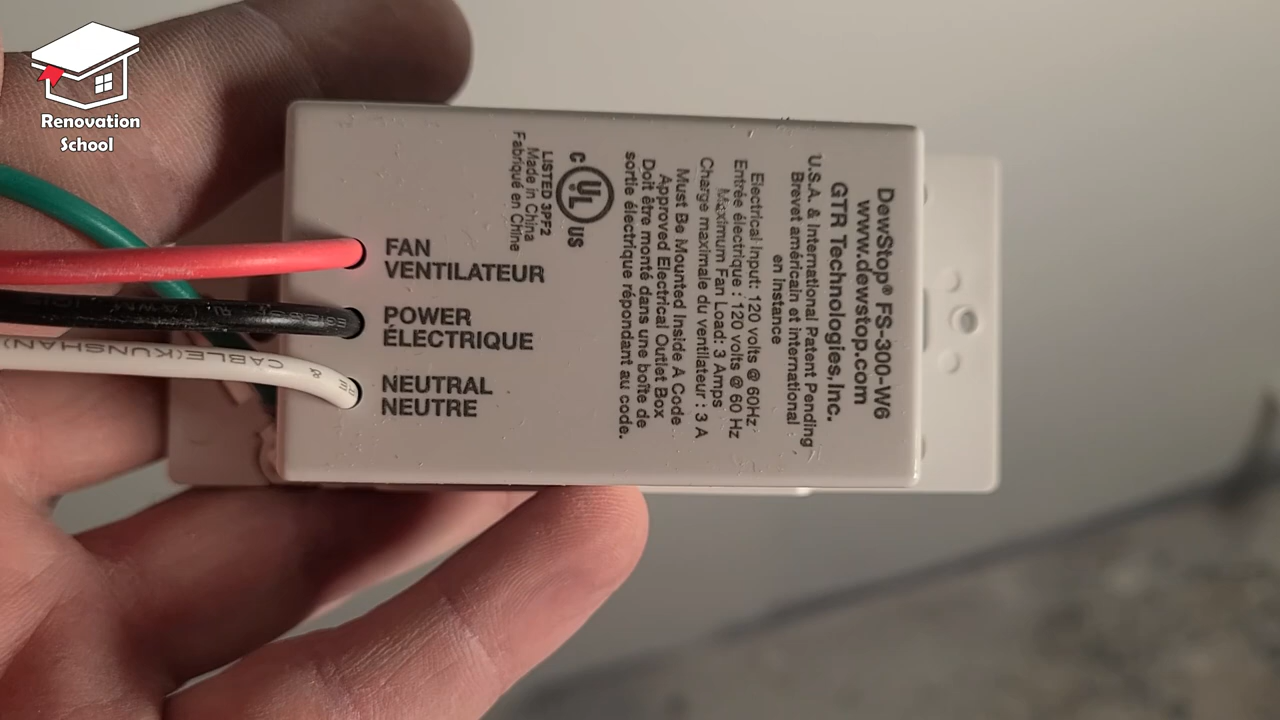 Renovation
School
FAN
VENTILATEUR
POWER
ÉLECTRIQUE
NEUTRAL
NEUTRE
DewStop® FS-300-W6
www.dewstop.com
GTR Technologies, Inc.
U.S.A. & International Patent Pending
Brevet américain et international
en instance
Electrical Input: 120 volts @ 60Hz
Entrée électrique : 120 volts @ 60 Hz
Maximum Fan Load: 3 Amps
Charge maximale du ventilateur : 3 A
Must Be Mounted Inside A Code
Approved Electrical Outlet Box
Doit être monté dans une boîte de
sortie électrique répondant au code.
C UL US
LISTED 3PF2
Made in China
Fabriqué en Chine
CABLE(KUNSHAN)